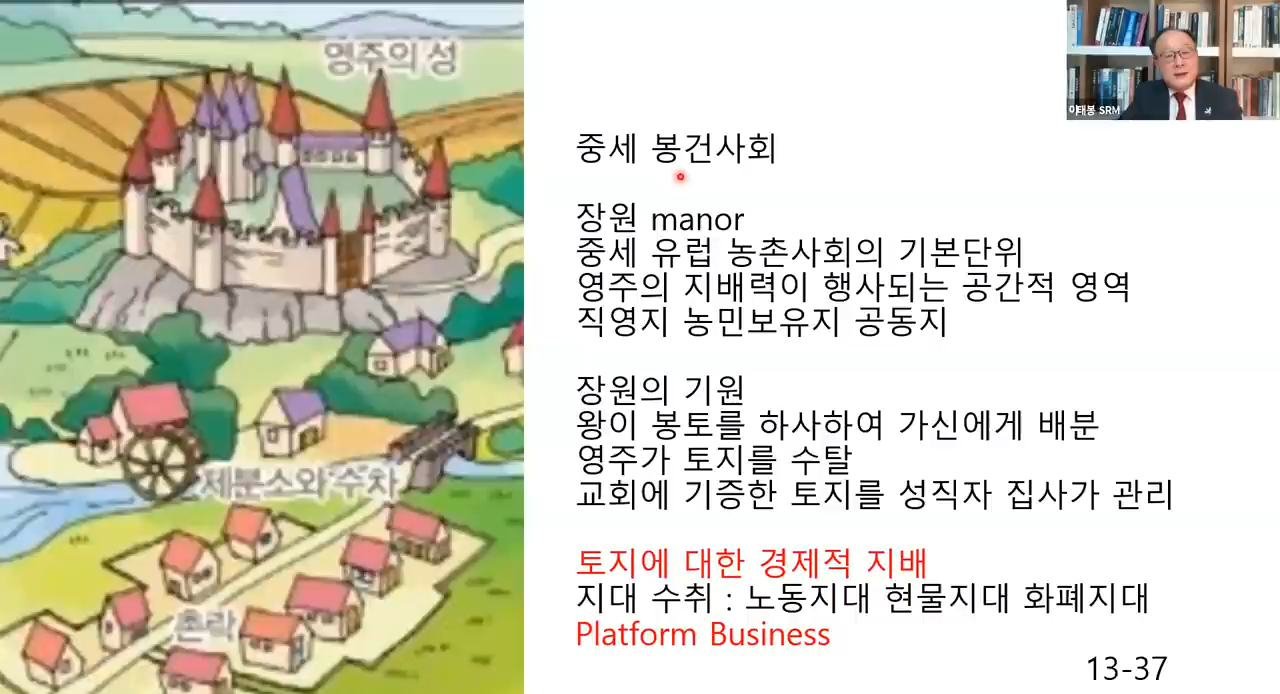 영주의 성
제분소와 수차
촌락
이태봉 SRM
중세 봉건사회
장원 manor
중세 유럽 농촌사회의 기본단위
영주의 지배력이 행사되는 공간적 영역
직영지 농민보유지 공동지
장원의 기원
왕이 봉토를 하사하여 가신에게 배분
영주가 토지를 수탈
교회에 기증한 토지를 성직자 집사가 관리
토지에 대한 경제적 지배
지대 수취 : 노동지대 현물지대 화폐지대
Platform Business
13-37